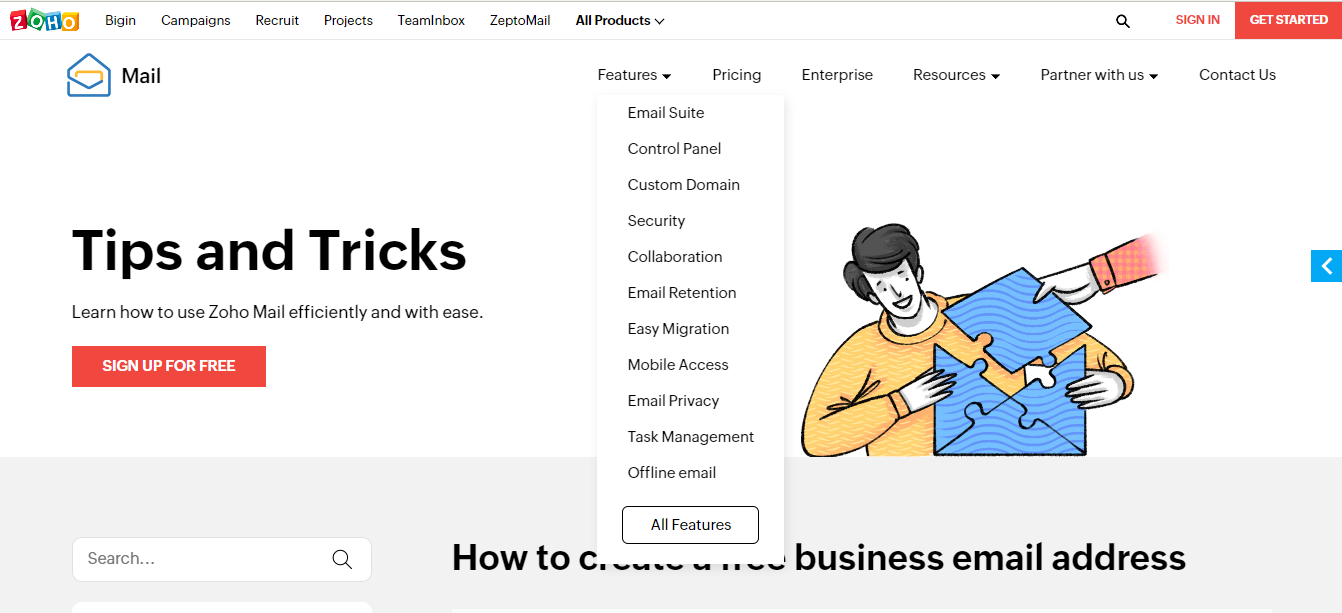 ZOHO Bigin Campaigns Recruit Projects TeamInbox ZeptoMail All Products SIGN IN GET STARTED
Mail Features Pricing Enterprise Resources Partner with us Contact Us
Email Suite
Control Panel
Custom Domain
Security
Collaboration
Email Retention
Easy Migration
Mobile Access
Email Privacy
Task Management
Offline email
All Features
Tips and Tricks
Learn how to use Zoho Mail efficiently and with ease.
SIGN UP FOR FREE
Search...
How to create a free business email address